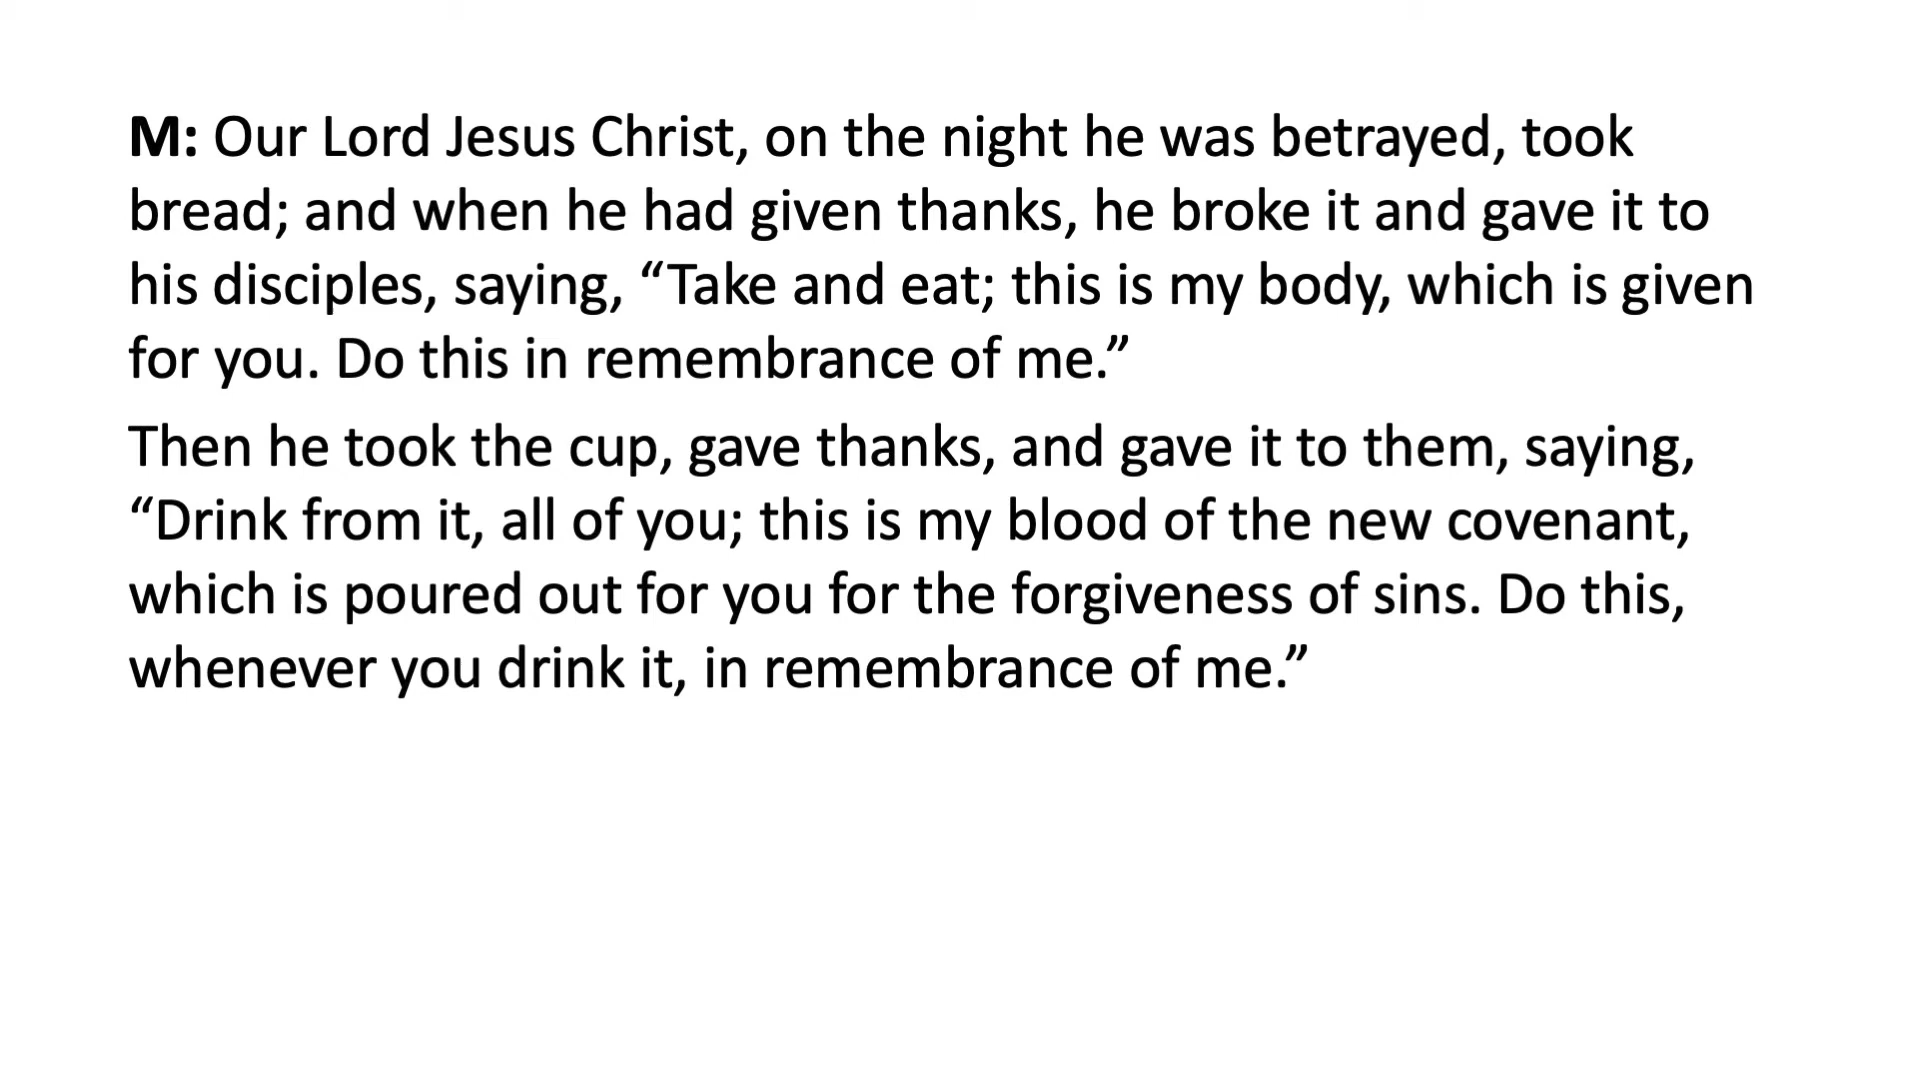 M: Our Lord Jesus Christ, on the night he was betrayed, took
bread; and when he had given thanks, he broke it and gave it to
his disciples, saying, “Take and eat; this is my body, which is given
for you. Do this in remembrance of me.”
Then he took the cup, gave thanks, and gave it to them, saying,
“Drink from it, all of you; this is my blood of the new covenant,
which is poured out for you for the forgiveness of sins. Do this,
whenever you drink it, in remembrance of me.”